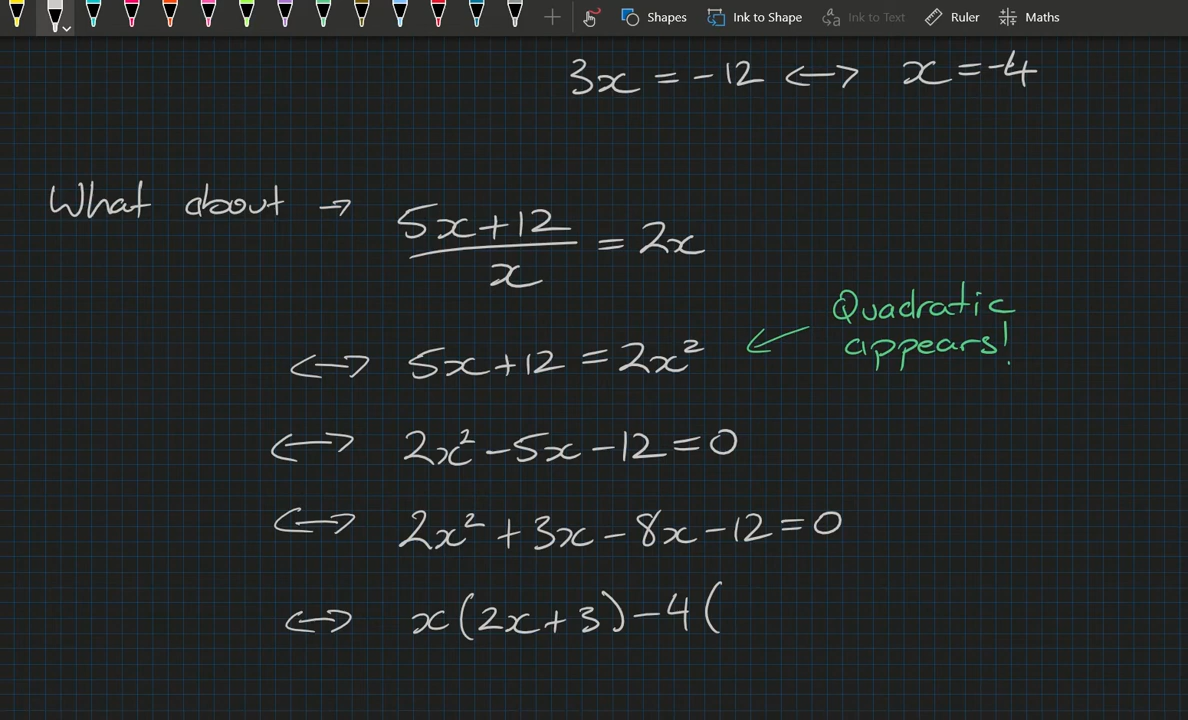 Shapes Ink to Shape Ink to Text Ruler Maths
3x = -12 ⟷ x = -4
What about → (5x+12)/x = 2x
⟷ 5x+12 = 2x²
Quadratic
appears!
⟷ 2x² - 5x - 12 = 0
⟷ 2x² + 3x - 8x - 12 = 0
⟷ x(2x+3) - 4(